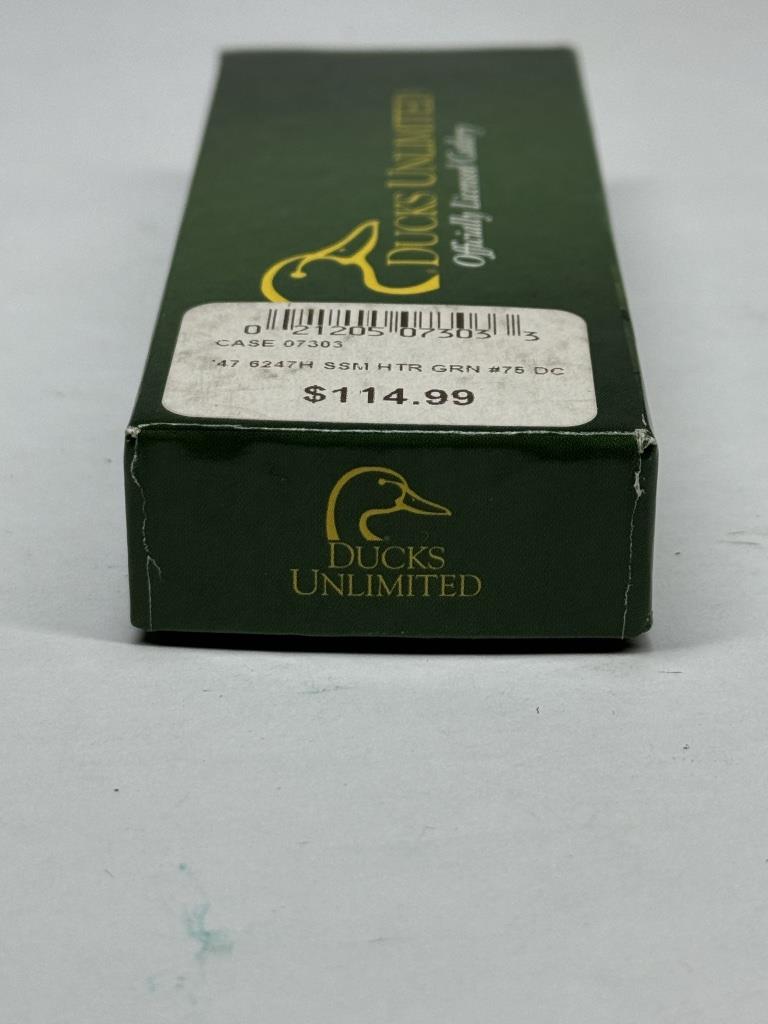 DUCKS UNLIMITED
Officially Licensed Cutlery
0 21205 07303 3
CASE 07303
'47 6247H SSM HTR GRN #75 DC
$114.99
DUCKS
UNLIMITED